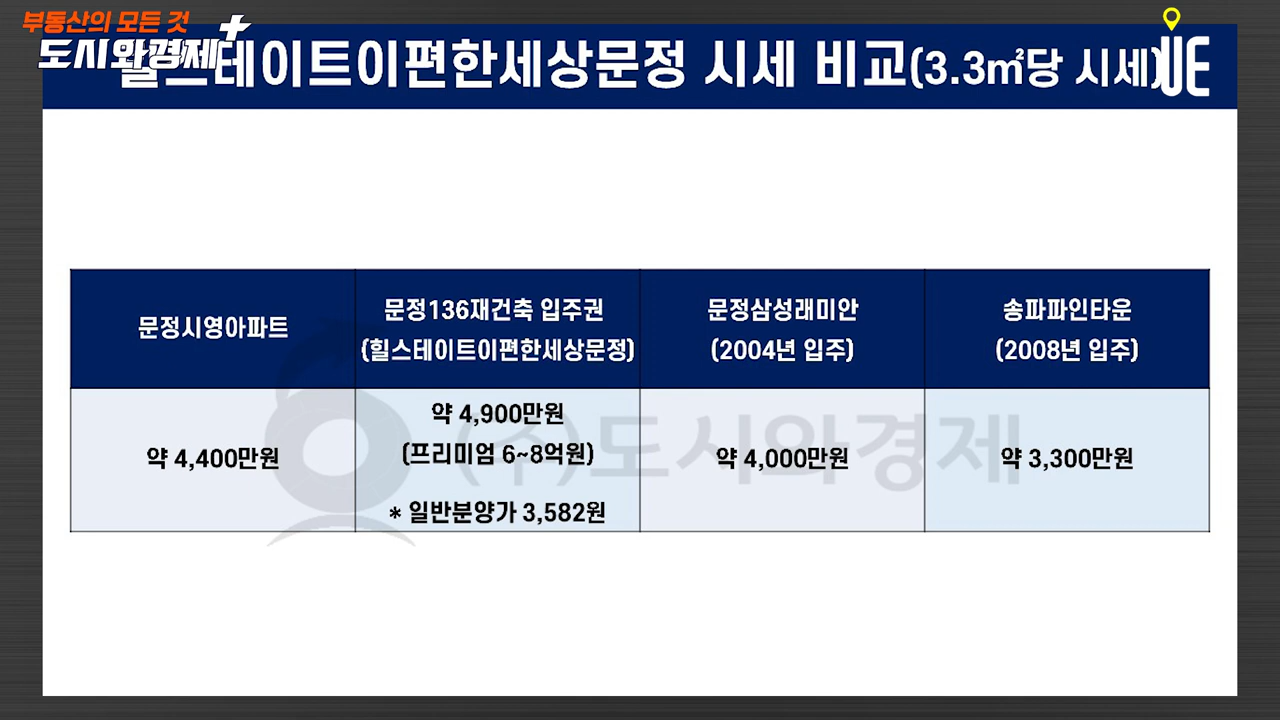 부동산의 모든 것
도시와경제+
힐스테이트이편한세상문정 시세 비교(3.3㎡당 시세)
UE
문정시영아파트
문정136재건축 입주권
(힐스테이트이편한세상문정)
문정삼성래미안
(2004년 입주)
송파파인타운
(2008년 입주)
약 4,400만원
약 4,900만원
(프리미엄 6~8억원)
* 일반분양가 3,582원
약 4,000만원
약 3,300만원
(주)도시와경제